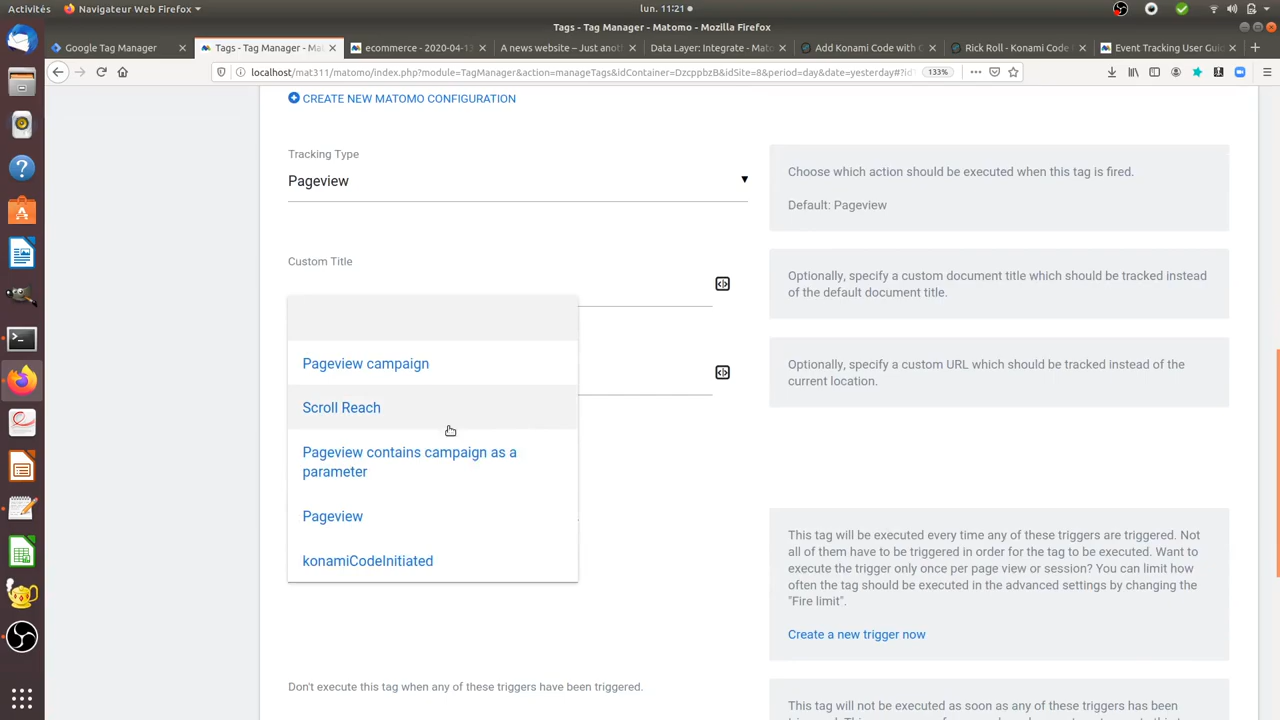 Activités
Navigateur Web Firefox
lun. 11:21
Tags - Tag Manager - Matomo - Mozilla Firefox
Google Tag Manager
Tags - Tag Manager - Ma
ecommerce - 2020-04-1
A news website – Just anot
Data Layer: Integrate - Mat
Add Konami Code with G
Rick Roll - Konami Code
Event Tracking User Gui
localhost/mat311/matomo/index.php?module=TagManager&action=manageTags&idContainer=DzcppbzB&idSite=8&period=day&date=yesterday#?id
133%
CREATE NEW MATOMO CONFIGURATION
Tracking Type
Pageview
Choose which action should be executed when this tag is fired.
Default: Pageview
Custom Title
Optionally, specify a custom document title which should be tracked instead
of the default document title.
Pageview campaign
Scroll Reach
Pageview contains campaign as a
parameter
Pageview
konamiCodeInitiated
Optionally, specify a custom URL which should be tracked instead of the
current location.
This tag will be executed every time any of these triggers are triggered. Not
all of them have to be triggered in order for the tag to be executed. Want to
execute the trigger only once per page view or session? You can limit how
often the tag should be executed in the advanced settings by changing the
"Fire limit".
Create a new trigger now
Don't execute this tag when any of these triggers have been triggered.
This tag will not be executed as soon as any of these triggers has been